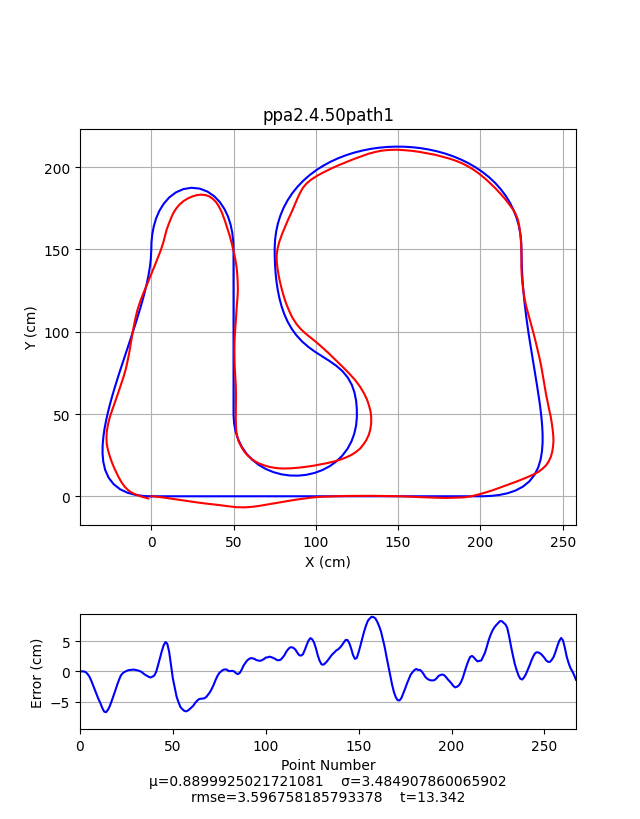 ppa2.4.50path1
200
150
100
50
0
Y (cm)
0 50 100 150 200 250
X (cm)
5
0
−5
Error (cm)
0 50 100 150 200 250
Point Number
μ=0.8899925021721081 σ=3.484907860065902
rmse=3.596758185793378 t=13.342